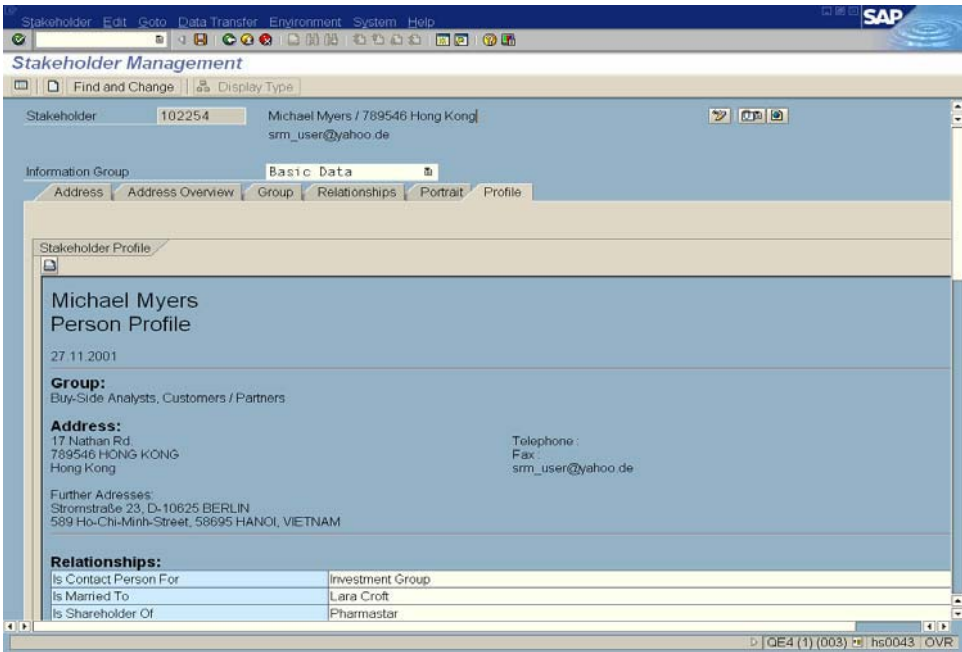 Stakeholder Edit Goto Data Transfer Environment System Help
SAP
Stakeholder Management
Find and Change Display Type
Stakeholder 102254 Michael Myers / 789546 Hong Kong
srm_user@yahoo.de
Information Group Basic Data
Address Address Overview Group Relationships Portrait Profile
Stakeholder Profile
Michael Myers
Person Profile
27.11.2001
Group:
Buy-Side Analysts, Customers / Partners
Address:
17 Nathan Rd. Telephone :
789546 HONG KONG Fax :
Hong Kong srm_user@yahoo.de
Further Adresses:
Stromstraße 23, D-10625 BERLIN
589 Ho-Chi-Minh-Street, 58695 HANOI, VIETNAM
Relationships:
Is Contact Person For Investment Group
Is Married To Lara Croft
Is Shareholder Of Pharmastar
QE4 (1) (003) hs0043 OVR